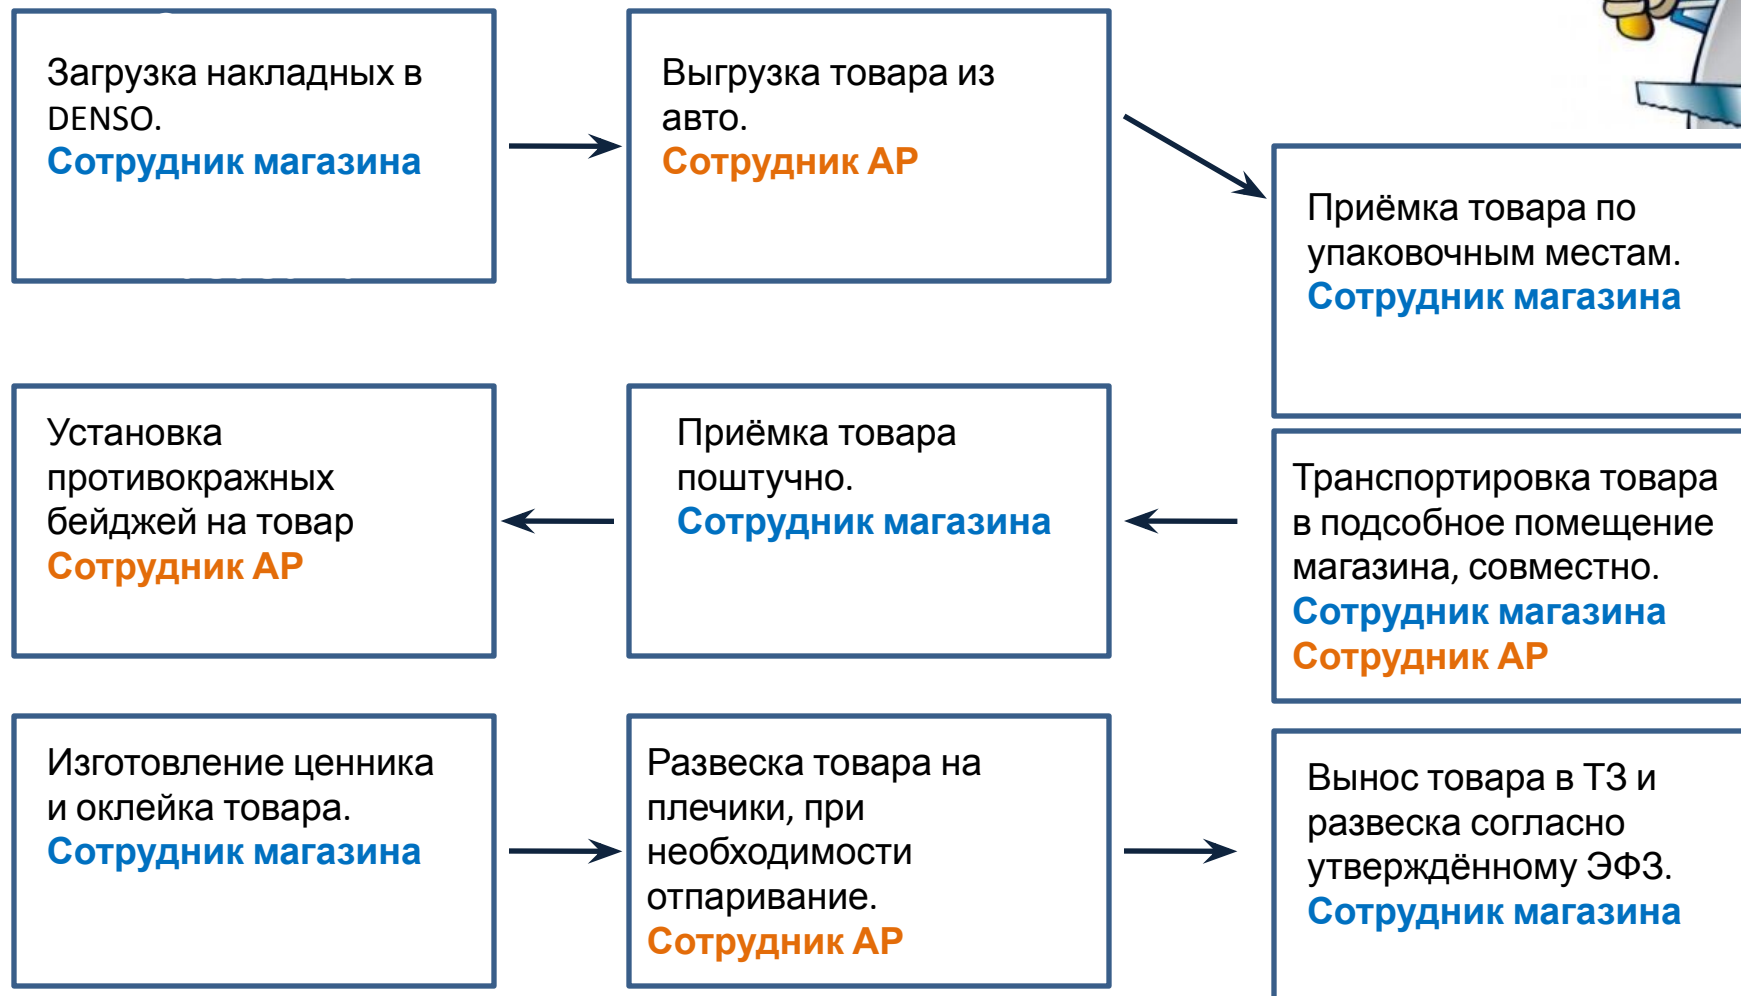 Загрузка накладных в
DENSO.
Сотрудник магазина
Выгрузка товара из
авто.
Сотрудник АР
Приёмка товара по
упаковочным местам.
Сотрудник магазина
Транспортировка товара
в подсобное помещение
магазина, совместно.
Сотрудник магазина
Сотрудник АР
Приёмка товара
поштучно.
Сотрудник магазина
Установка
противокражных
бейджей на товар
Сотрудник АР
Изготовление ценника
и оклейка товара.
Сотрудник магазина
Развеска товара на
плечики, при
необходимости
отпаривание.
Сотрудник АР
Вынос товара в ТЗ и
развеска согласно
утверждённому ЭФЗ.
Сотрудник магазина